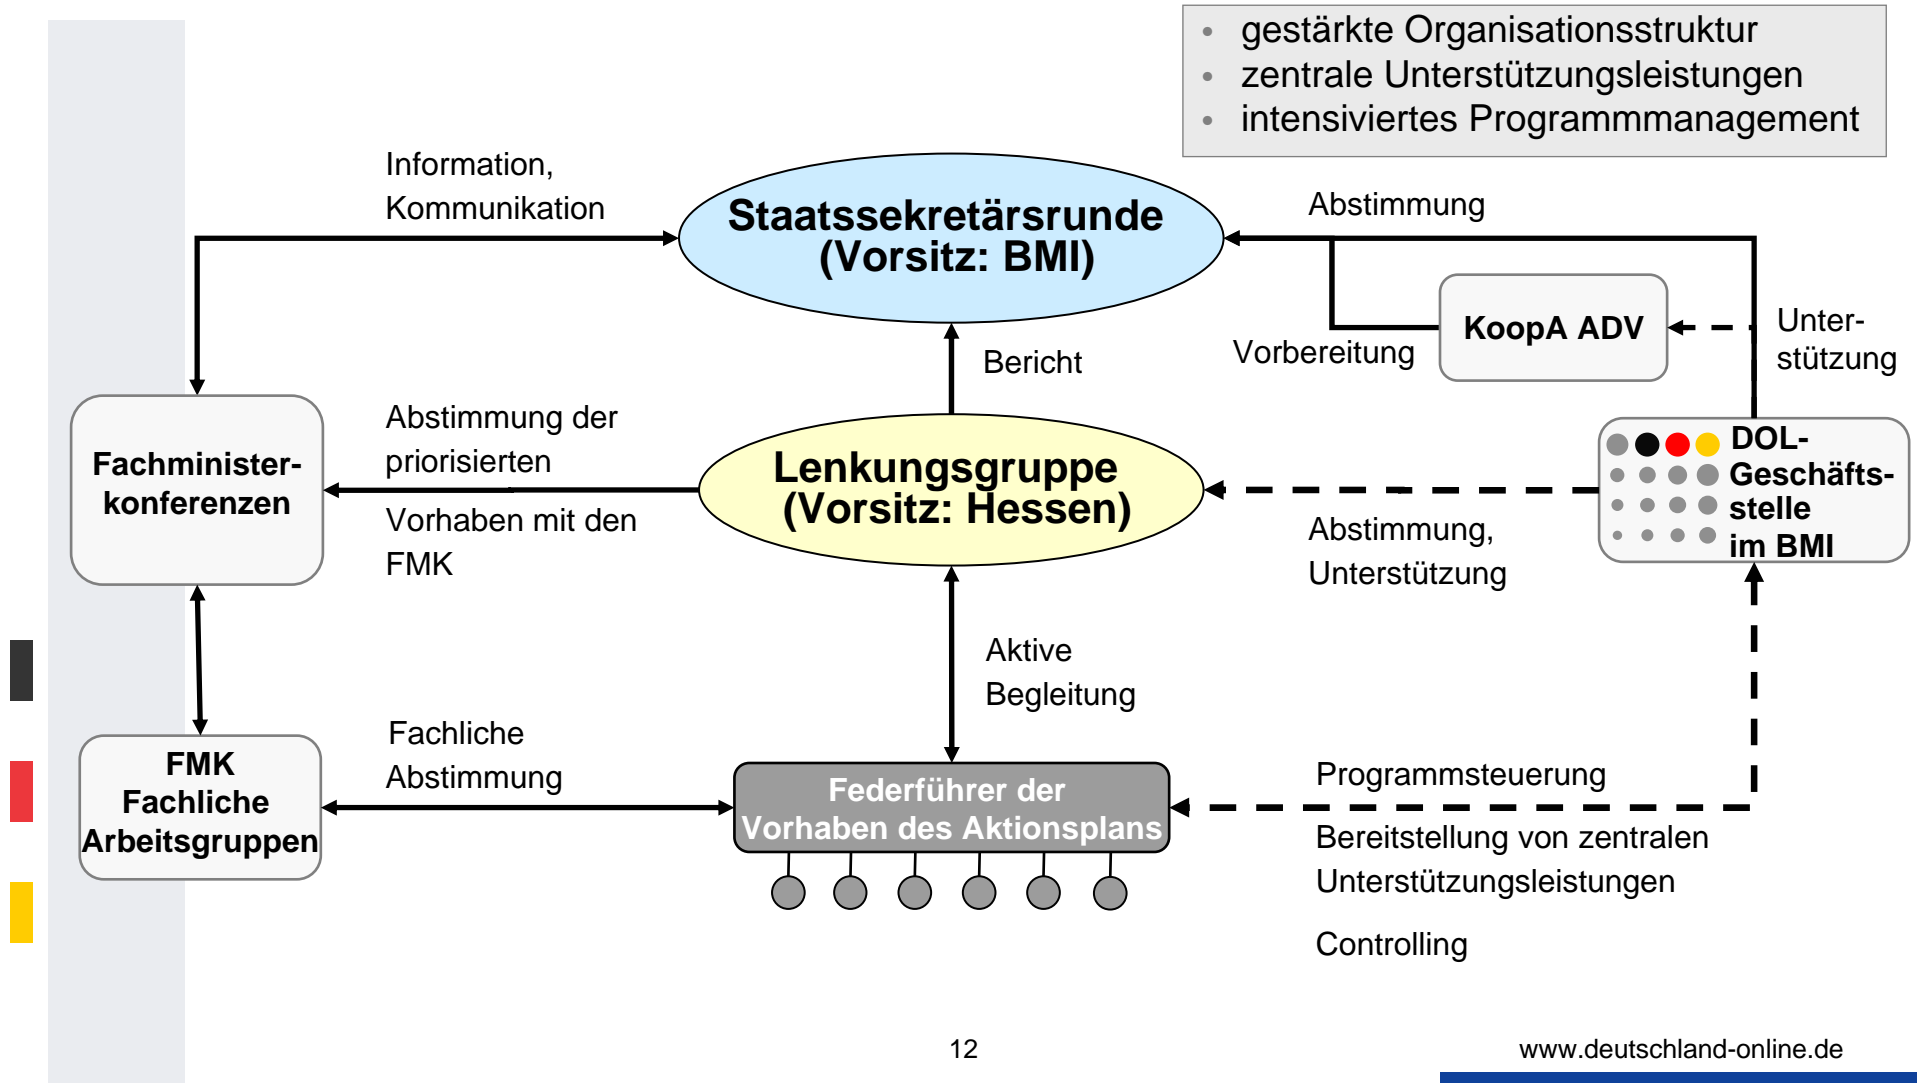 gestärkte Organisationsstruktur
zentrale Unterstützungsleistungen
intensiviertes Programmmanagement
Information,
Kommunikation
Staatssekretärsrunde
(Vorsitz: BMI)
Abstimmung
KoopA ADV
Unter-
stützung
Vorbereitung
Bericht
Fachminister-
konferenzen
Abstimmung der
priorisierten
Vorhaben mit den
FMK
Lenkungsgruppe
(Vorsitz: Hessen)
Abstimmung,
Unterstützung
DOL-
Geschäfts-
stelle
im BMI
Aktive
Begleitung
FMK
Fachliche
Arbeitsgruppen
Fachliche
Abstimmung
Federführer der
Vorhaben des Aktionsplans
Programmsteuerung
Bereitstellung von zentralen
Unterstützungsleistungen
Controlling
12
www.deutschland-online.de